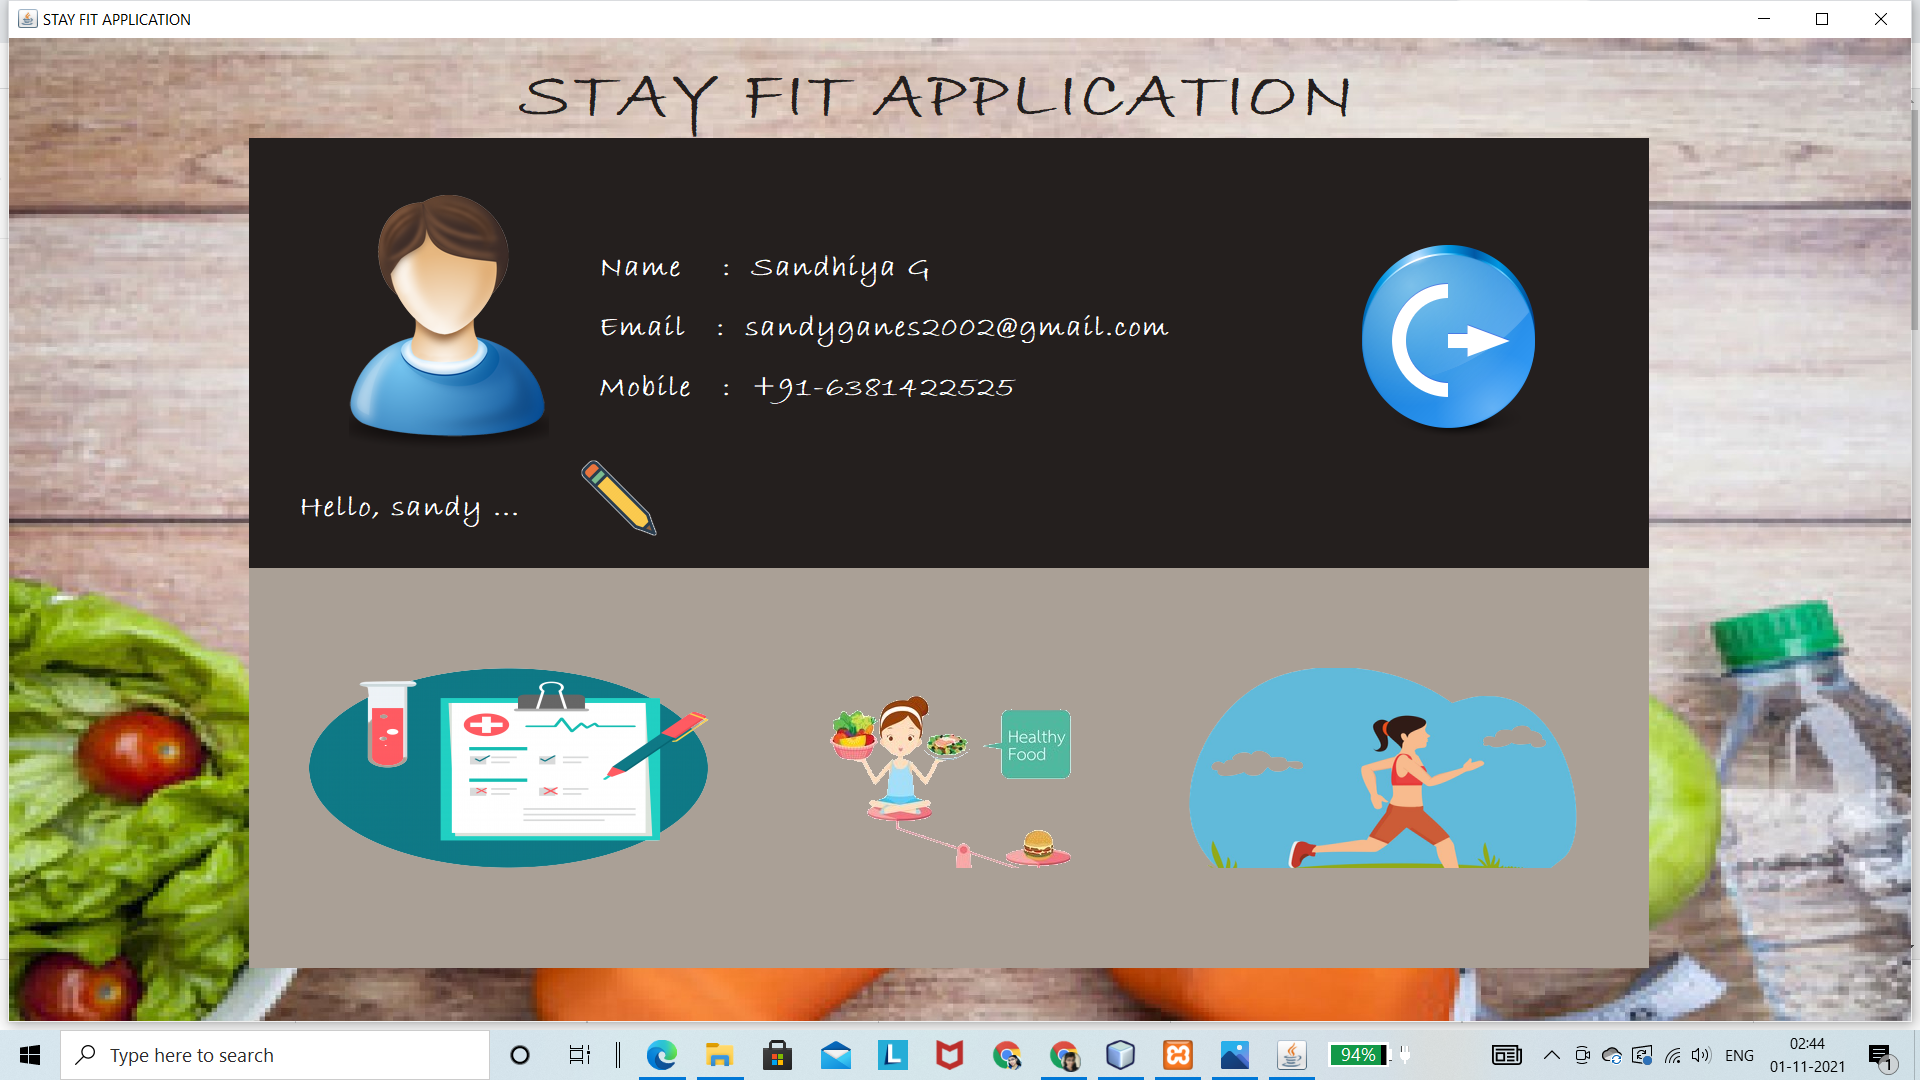 STAY FIT APPLICATION
STAY FIT APPLICATION
Name : Sandhiya G
Email : sandyganes2002@gmail.com
Mobile : +91-6381422525
Hello, sandy ...
Healthy
Food
Type here to search
L
94%
ENG
02:44
01-11-2021
1